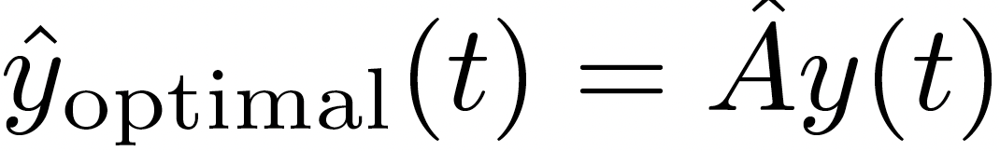 ŷ_optimal(t) = Ây(t)